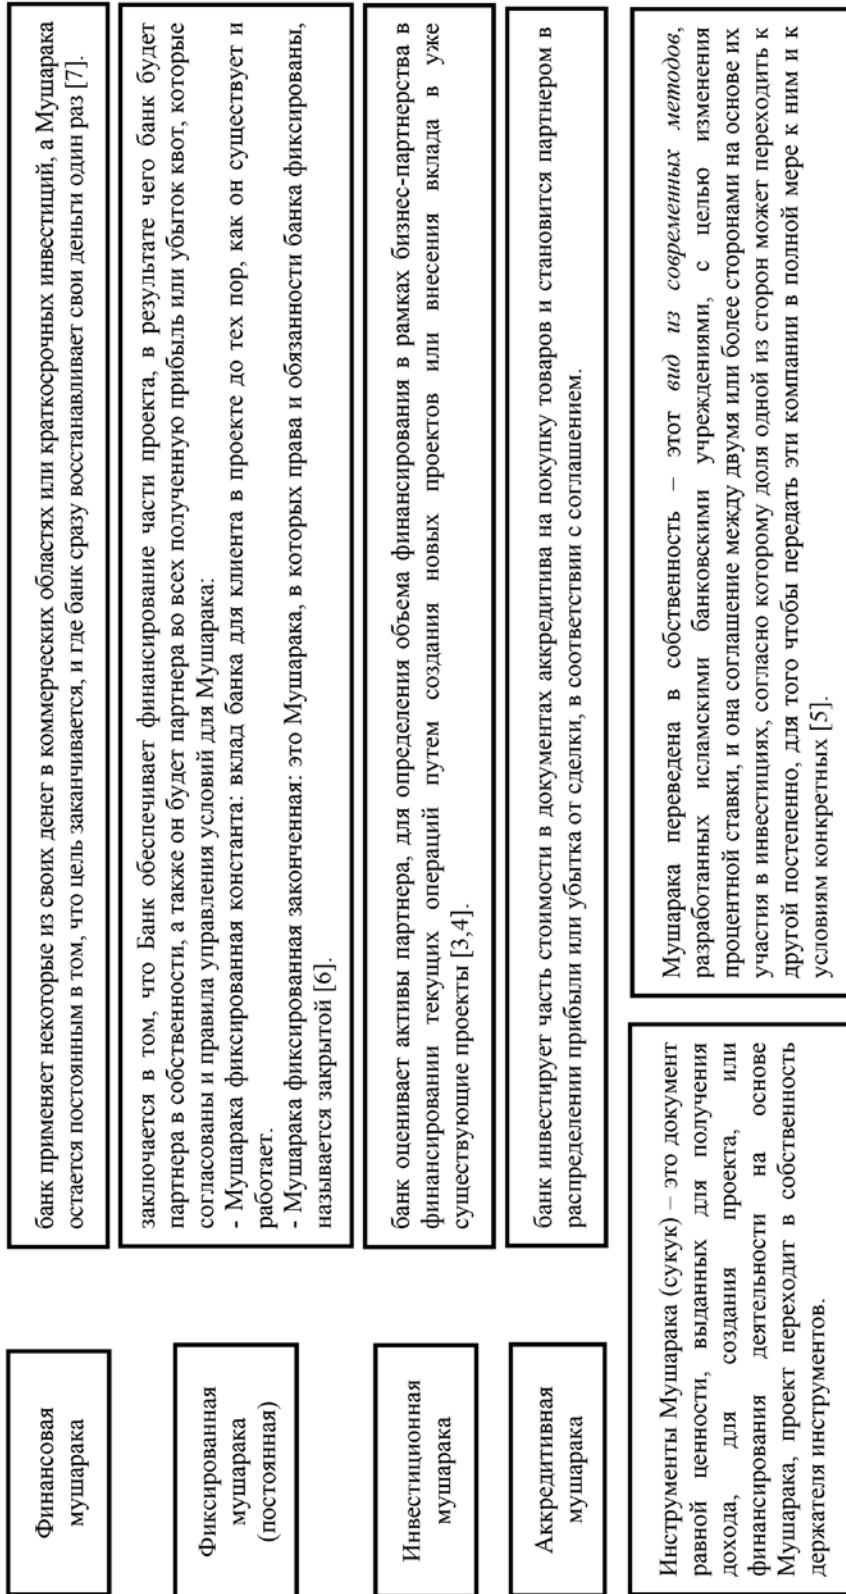 Финансовая
мушарака
банк применяет некоторые из своих денег в коммерческих областях или краткосрочных инвестиций, а Мушарака
остается постоянным в том, что цель заканчивается, и где банк сразу восстанавливает свои деньги один раз [7].
Фиксированная
мушарака
(постоянная)
заключается в том, что Банк обеспечивает финансирование части проекта, в результате чего банк будет
партнера в собственности, а также он будет партнера во всех полученную прибыль или убыток квот, которые
согласованы и правила управления условий для Мушарака:
- Мушарака фиксированная константа: вклад банка для клиента в проекте до тех пор, как он существует и
работает.
- Мушарака фиксированная законченная: это Мушарака, в которых права и обязанности банка фиксированы,
называется закрытой [6].
Инвестиционная
мушарака
банк оценивает активы партнера, для определения объема финансирования в рамках бизнес-партнерства в
финансировании текущих операций путем создания новых проектов или внесения вклада в уже
существующие проекты [3,4].
Аккредитивная
мушарака
банк инвестирует часть стоимости в документах аккредитива на покупку товаров и становится партнером в
распределении прибыли или убытка от сделки, в соответствии с соглашением.
Инструменты Мушарака (сукук) – это документ
равной ценности, выданных для получения
дохода, для создания проекта, или
финансирования деятельности на основе
Мушарака, проект переходит в собственность
держателя инструментов.
Мушарака переведена в собственность – этот вид из современных методов,
разработанных исламскими банковскими учреждениями, с целью изменения
процентной ставки, и она соглашение между двумя или более сторонами на основе их
участия в инвестициях, согласно которому доля одной из сторон может переходить к
другой постепенно, для того чтобы передать эти компании в полной мере к ним и к
условиям конкретных [5].